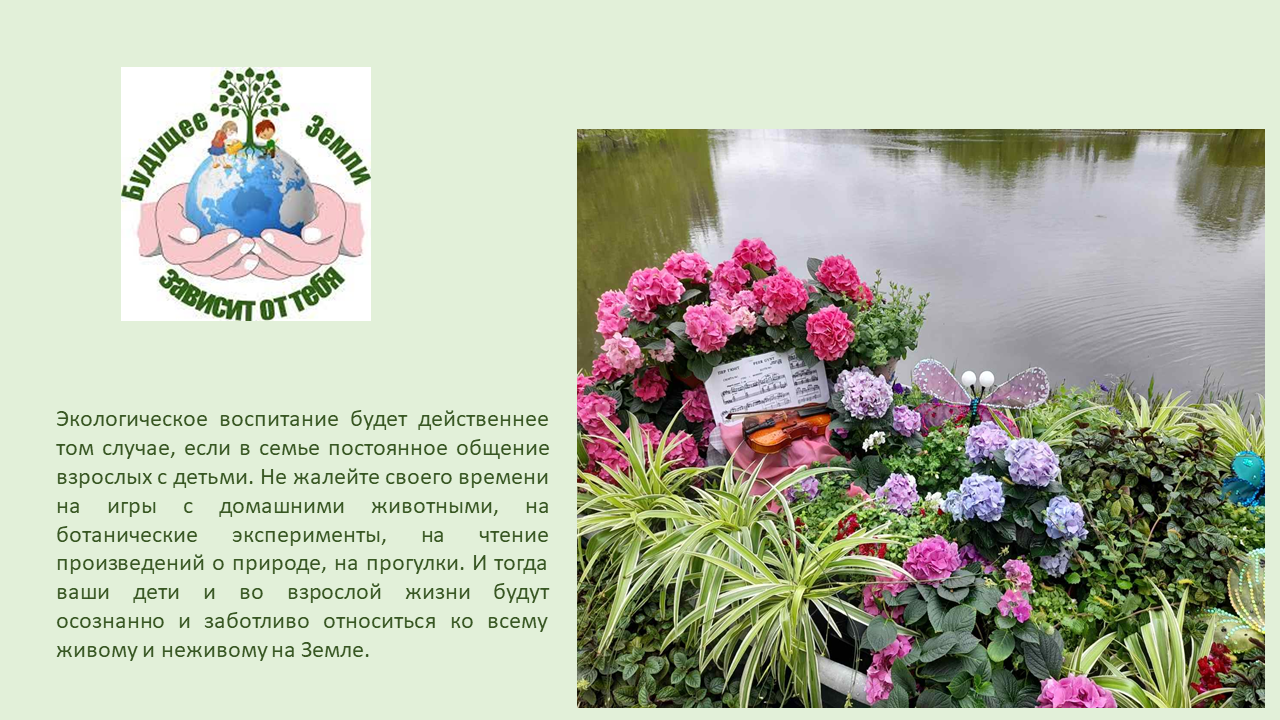 Будущее Земли
зависит от тебя
Экологическое воспитание будет действеннее
том случае, если в семье постоянное общение
взрослых с детьми. Не жалейте своего времени
на игры с домашними животными, на
ботанические эксперименты, на чтение
произведений о природе, на прогулки. И тогда
ваши дети и во взрослой жизни будут
осознанно и заботливо относиться ко всему
живому и неживому на Земле.